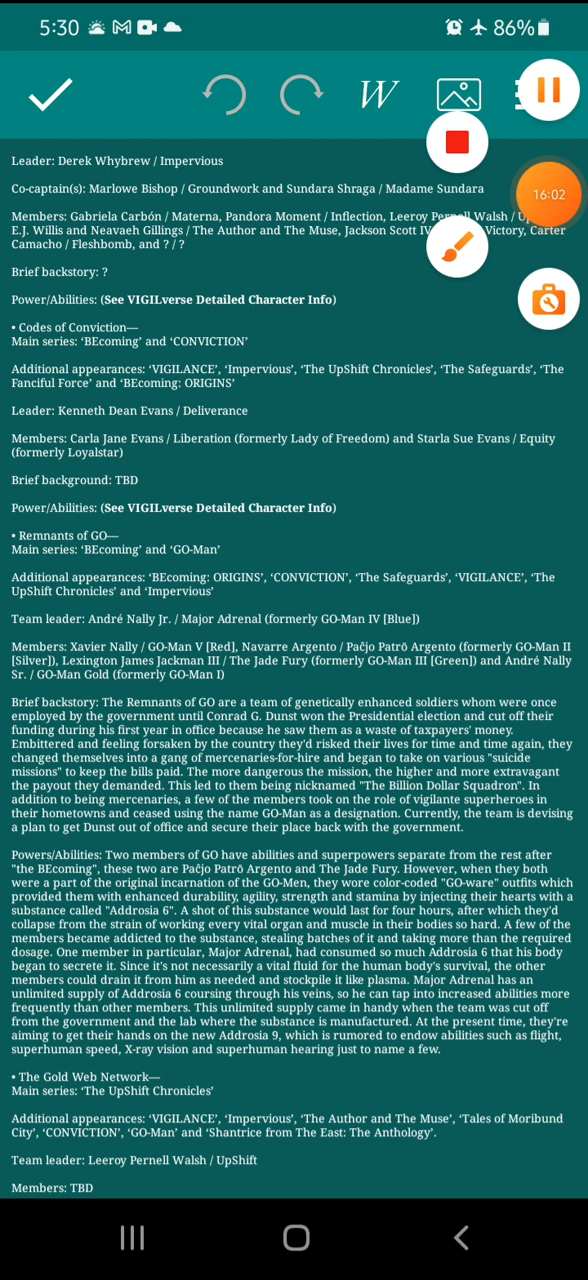 5:30
86%
W
16:02
Leader: Derek Whybrew / Impervious
Co-captain(s): Marlowe Bishop / Groundwork and Sundara Shraga / Madame Sundara
Members: Gabriela Carbón / Materna, Pandora Moment / Inflection, Leeroy Pernell Walsh /
E.J. Willis and Neavaeh Gillings / The Author and The Muse, Jackson Scott Victory, Carter
Camacho / Fleshbomb, and ? / ?
Brief backstory: ?
Power/Abilities: (See VIGILverse Detailed Character Info)
• Codes of Conviction—
Main series: ‘BEcoming’ and ‘CONVICTION’
Additional appearances: ‘VIGILANCE’, ‘Impervious’, ‘The UpShift Chronicles’, ‘The Safeguards’, ‘The
Fanciful Force’ and ‘BEcoming: ORIGINS’
Leader: Kenneth Dean Evans / Deliverance
Members: Carla Jane Evans / Liberation (formerly Lady of Freedom) and Starla Sue Evans / Equity
(formerly Loyalstar)
Brief background: TBD
Power/Abilities: (See VIGILverse Detailed Character Info)
• Remnants of GO—
Main series: ‘BEcoming’ and ‘GO-Man’
Additional appearances: ‘BEcoming: ORIGINS’, ‘CONVICTION’, ‘The Safeguards’, ‘VIGILANCE’, ‘The
UpShift Chronicles’ and ‘Impervious’
Team leader: André Nally Jr. / Major Adrenal (formerly GO-Man IV [Blue])
Members: Xavier Nally / GO-Man V [Red], Navarre Argento / Paĉjo Patrŏ Argento (formerly GO-Man II
[Silver]), Lexington James Jackman III / The Jade Fury (formerly GO-Man III [Green]) and André Nally
Sr. / GO-Man Gold (formerly GO-Man I)
Brief backstory: The Remnants of GO are a team of genetically enhanced soldiers whom were once
employed by the government until Conrad G. Dunst won the Presidential election and cut off their
funding during his first year in office because he saw them as a waste of taxpayers' money.
Embittered and feeling forsaken by the country they'd risked their lives for time and time again, they
changed themselves into a gang of mercenaries-for-hire and began to take on various "suicide
missions" to keep the bills paid. The more dangerous the mission, the higher and more extravagant
the payout they demanded. This led to them being nicknamed "The Billion Dollar Squadron". In
addition to being mercenaries, a few of the members took on the role of vigilante superheroes in
their hometowns and ceased using the name GO-Man as a designation. Currently, the team is devising
a plan to get Dunst out of office and secure their place back with the government.
Powers/Abilities: Two members of GO have abilities and superpowers separate from the rest after
"the BEcoming", these two are Paĉjo Patrŏ Argento and The Jade Fury. However, when they both
were a part of the original incarnation of the GO-Men, they wore color-coded "GO-ware" outfits which
provided them with enhanced durability, agility, strength and stamina by injecting their hearts with a
substance called "Addrosia 6". A shot of this substance would last for four hours, after which they'd
collapse from the strain of working every vital organ and muscle in their bodies so hard. A few of the
members became addicted to the substance, stealing batches of it and taking more than the required
dosage. One member in particular, Major Adrenal, had consumed so much Addrosia 6 that his body
began to secrete it. Since it's not necessarily a vital fluid for the human body's survival, the other
members could drain it from him as needed and stockpile it like plasma. Major Adrenal has an
unlimited supply of Addrosia 6 coursing through his veins, so he can tap into increased abilities more
frequently than other members. This unlimited supply came in handy when the team was cut off
from the government and the lab where the substance is manufactured. At the present time, they're
aiming to get their hands on the new Addrosia 9, which is rumored to endow abilities such as flight,
superhuman speed, X-ray vision and superhuman hearing just to name a few.
• The Gold Web Network—
Main series: ‘The UpShift Chronicles’
Additional appearances: ‘VIGILANCE’, ‘Impervious’, ‘The Author and The Muse’, ‘Tales of Moribund
City’, ‘CONVICTION’, ‘GO-Man’ and ‘Shantrice from The East: The Anthology’.
Team leader: Leeroy Pernell Walsh / UpShift
Members: TBD